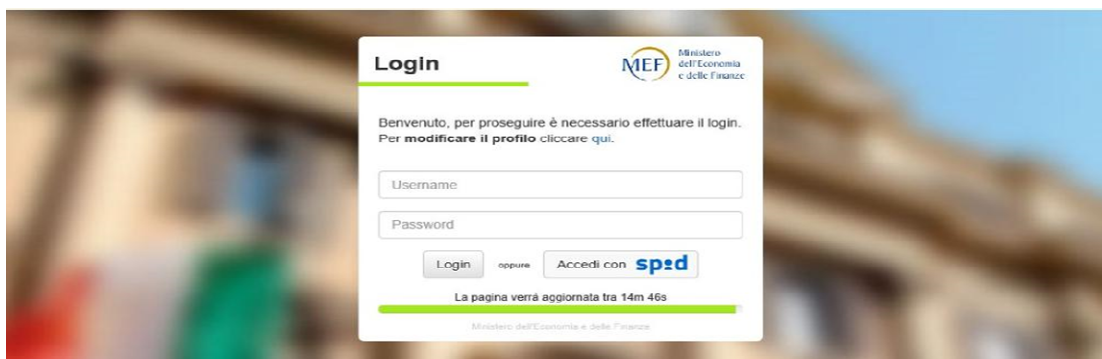 Login
MEF
Ministero
dell'Economia
e delle Finanze
Benvenuto, per proseguire è necessario effettuare il login.
Per modificare il profilo cliccare qui.
Username
Password
Login oppure Accedi con spid
La pagina verrá aggiornata tra 14m 46s
Ministero dell'Economia e delle Finanze